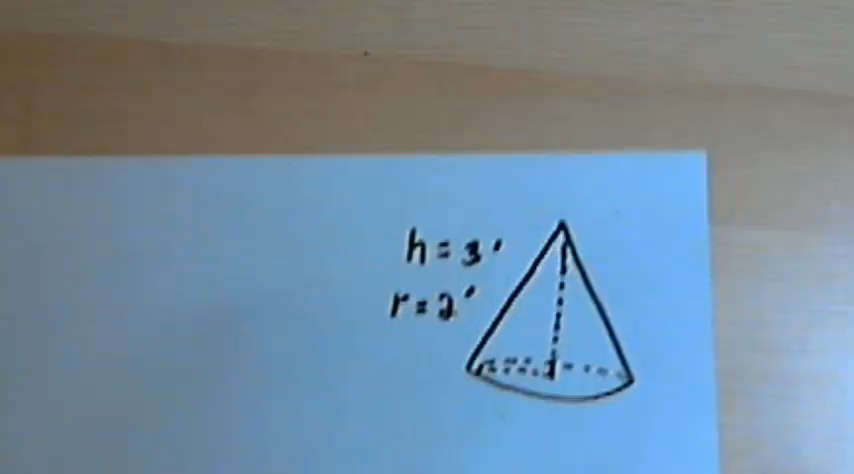 h = 3'
r = 2'